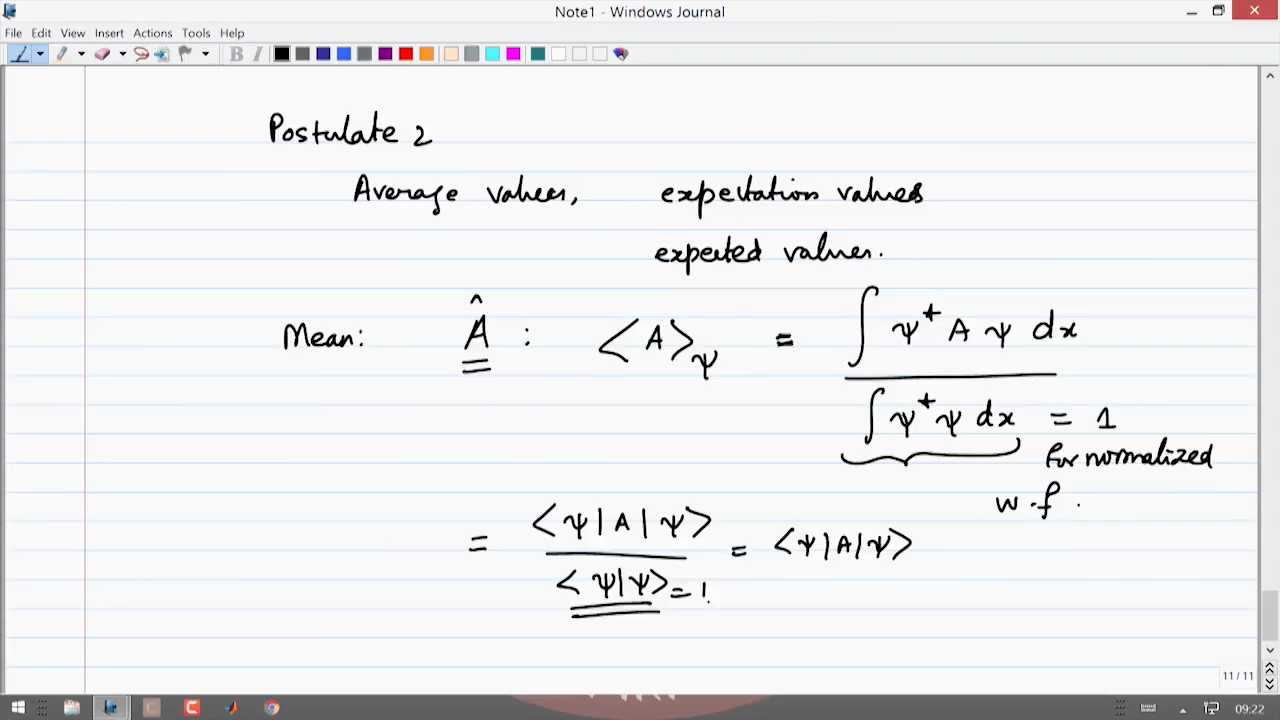 Note1 - Windows Journal
File Edit View Insert Actions Tools Help
B I
Postulate 2
Average values, expectation values
expected values.
Mean: Â : < A >ψ = ∫ ψ* A ψ dx
∫ ψ* ψ dx = 1
for normalized
w.f.
= < ψ | A | ψ > = < ψ | A | ψ >
< ψ | ψ > = 1
11 / 11
09:22